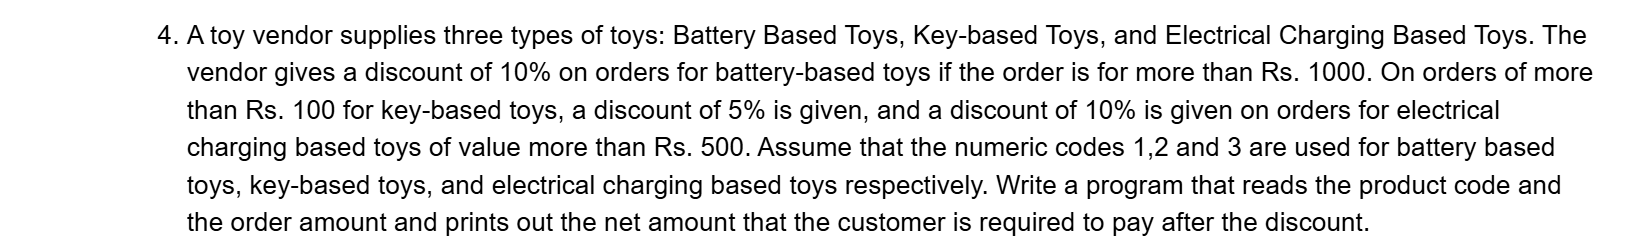 4. A toy vendor supplies three types of toys: Battery Based Toys, Key-based Toys, and Electrical Charging Based Toys. The
vendor gives a discount of 10% on orders for battery-based toys if the order is for more than Rs. 1000. On orders of more
than Rs. 100 for key-based toys, a discount of 5% is given, and a discount of 10% is given on orders for electrical
charging based toys of value more than Rs. 500. Assume that the numeric codes 1,2 and 3 are used for battery based
toys, key-based toys, and electrical charging based toys respectively. Write a program that reads the product code and
the order amount and prints out the net amount that the customer is required to pay after the discount.